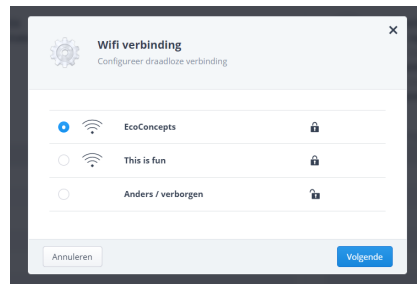 Wifi verbinding
Configureer draadloze verbinding
EcoConcepts
This is fun
Anders / verborgen
Annuleren
Volgende